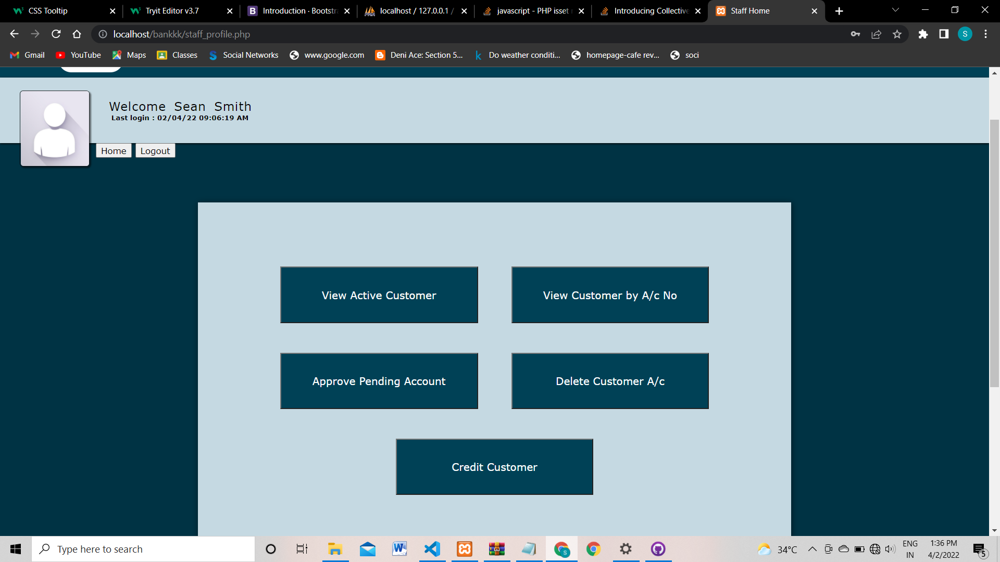 CSS Tooltip
Tryit Editor v3.7
Introduction · Bootstra
localhost / 127.0.0.1 /
javascript - PHP isset
Introducing Collective
Staff Home
localhost/bankkk/staff_profile.php
S
Gmail
YouTube
Maps
Classes
Social Networks
www.google.com
Deni Ace: Section 5...
Do weather conditi...
homepage-cafe rev...
soci
Welcome Sean Smith
Last login : 02/04/22 09:06:19 AM
Home
Logout
View Active Customer
View Customer by A/c No
Approve Pending Account
Delete Customer A/c
Credit Customer
Type here to search
34°C
ENG
IN
1:36 PM
4/2/2022
5